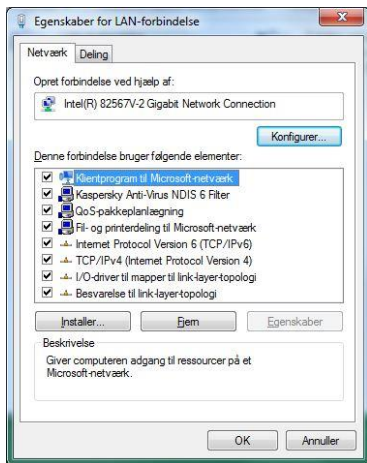 Egenskaber for LAN-forbindelse
Netværk
Deling
Opret forbindelse ved hjælp af:
Intel(R) 82567V-2 Gigabit Network Connection
Konfigurer...
Denne forbindelse bruger følgende elementer:
Klientprogram til Microsoft-netværk
Kaspersky Anti-Virus NDIS 6 Filter
QoS-pakkeplanlægning
Fil- og printerdeling til Microsoft-netværk
Internet Protocol Version 6 (TCP/IPv6)
TCP/IPv4 (Internet Protocol Version 4)
I/O-driver til mapper til link-layer-topologi
Besvarelse til link-layer-topologi
Installer...
Fjern
Egenskaber
Beskrivelse
Giver computeren adgang til ressourcer på et
Microsoft-netværk.
OK
Annuller